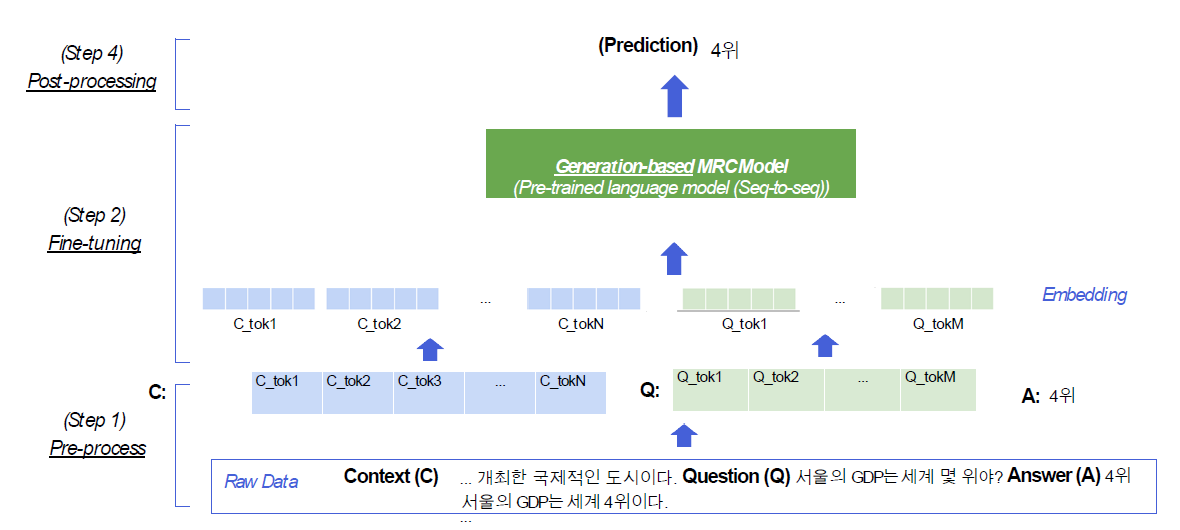 (Step 4)
Post-processing
(Prediction) 4위
Generation-based MRCModel
(Pre-trained language model (Seq-to-seq))
(Step 2)
Fine-tuning
... ...
Embedding
C_tok1 C_tok2 C_tokN Q_tok1 Q_tokM
C: C_tok1 C_tok2 C_tok3 ... C_tokN Q: Q_tok1 Q_tok2 ... Q_tokM
A: 4위
(Step 1)
Pre-process
Raw Data Context (C) ... 개최한 국제적인 도시이다. Question (Q) 서울의 GDP는 세계 몇 위야? Answer (A) 4위
서울의 GDP는 세계 4위이다.
...